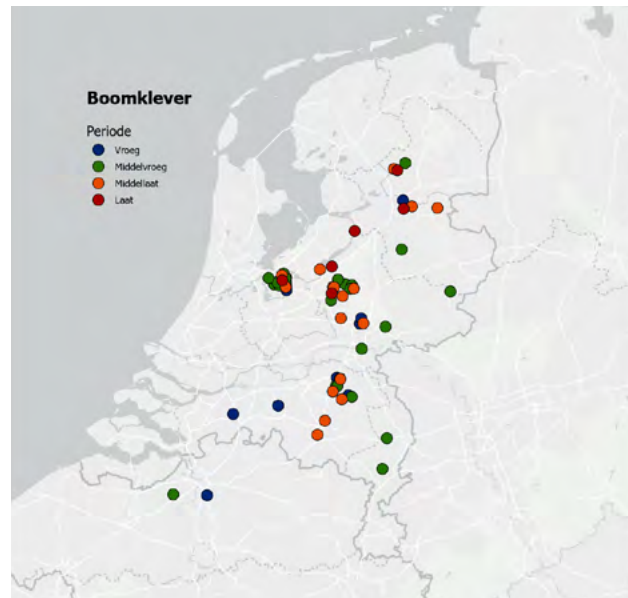 Boomklever
Periode
Vroeg
Middelvroeg
Middellaat
Laat